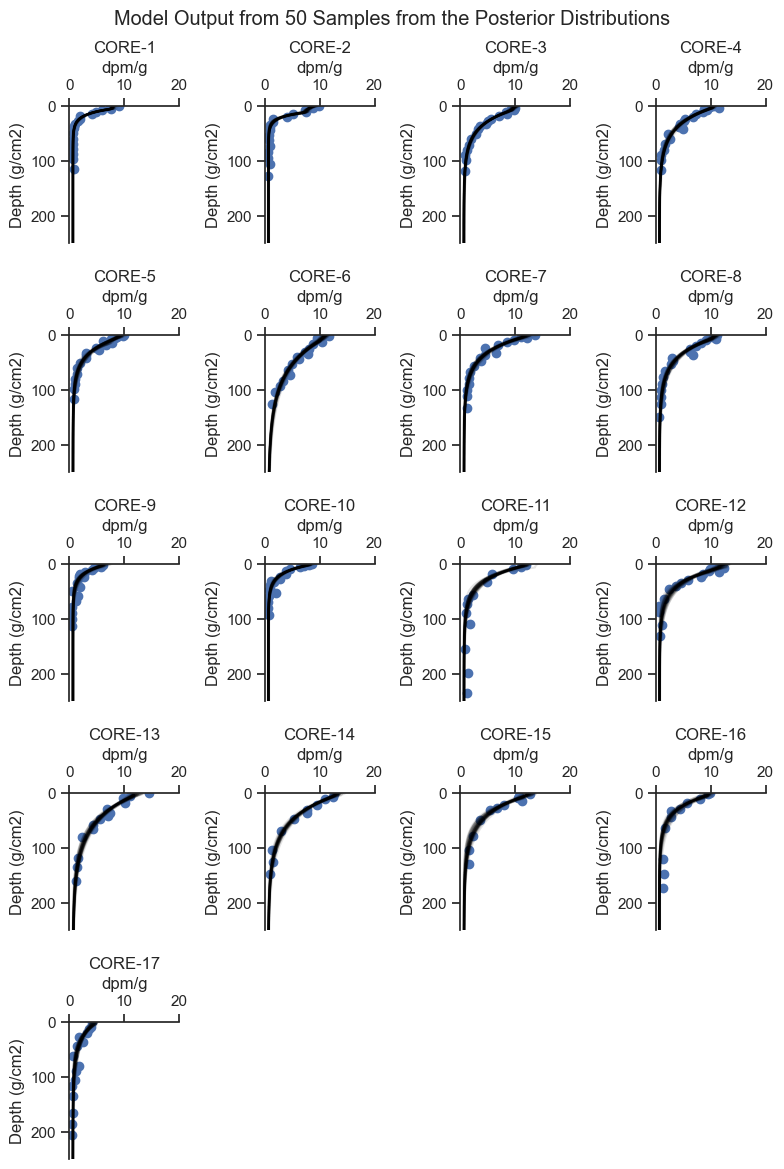 Model Output from 50 Samples from the Posterior Distributions
CORE-1 CORE-2 CORE-3 CORE-4
dpm/g dpm/g dpm/g dpm/g
0 10 20 0 10 20 0 10 20 0 10 20
0 0 0 0
100 100 100 100
200 200 200 200
Depth (g/cm2) Depth (g/cm2) Depth (g/cm2) Depth (g/cm2)
CORE-5 CORE-6 CORE-7 CORE-8
dpm/g dpm/g dpm/g dpm/g
0 10 20 0 10 20 0 10 20 0 10 20
0 0 0 0
100 100 100 100
200 200 200 200
Depth (g/cm2) Depth (g/cm2) Depth (g/cm2) Depth (g/cm2)
CORE-9 CORE-10 CORE-11 CORE-12
dpm/g dpm/g dpm/g dpm/g
0 10 20 0 10 20 0 10 20 0 10 20
0 0 0 0
100 100 100 100
200 200 200 200
Depth (g/cm2) Depth (g/cm2) Depth (g/cm2) Depth (g/cm2)
CORE-13 CORE-14 CORE-15 CORE-16
dpm/g dpm/g dpm/g dpm/g
0 10 20 0 10 20 0 10 20 0 10 20
0 0 0 0
100 100 100 100
200 200 200 200
Depth (g/cm2) Depth (g/cm2) Depth (g/cm2) Depth (g/cm2)
CORE-17
dpm/g
0 10 20
0
100
200
Depth (g/cm2)